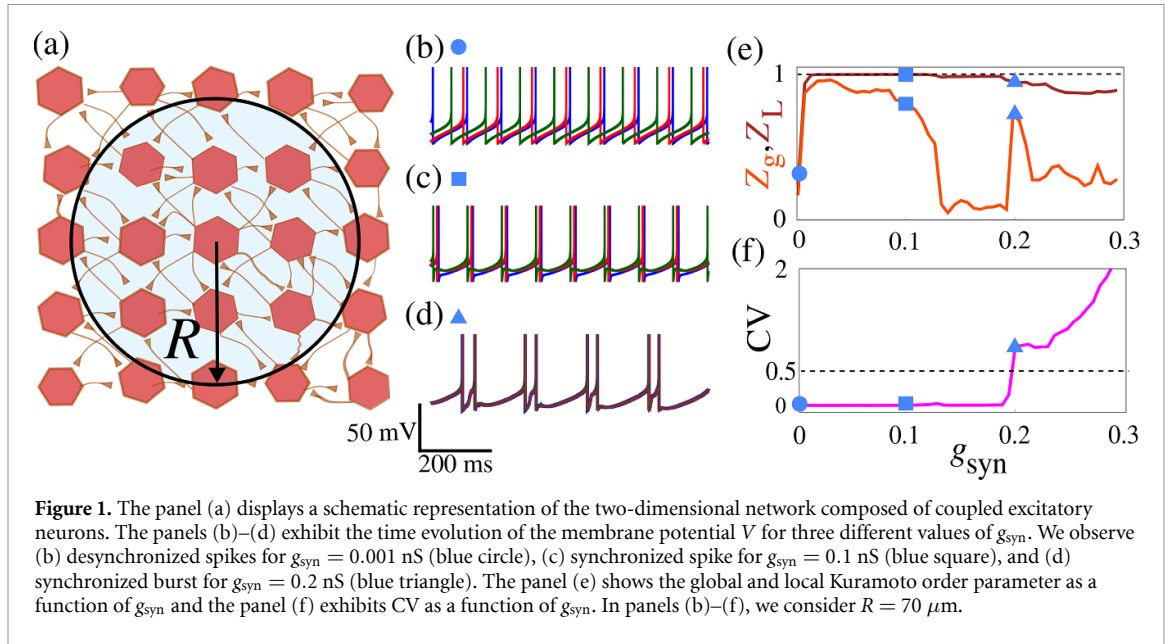 (a)
R
(b)
(c)
(d)
50 mV
200 ms
(e)
Z_g, Z_L
1
0
0 0.1 0.2 0.3
(f)
CV
2
0.5
0
0 0.1 0.2 0.3
g_syn
Figure 1. The panel (a) displays a schematic representation of the two-dimensional network composed of coupled excitatory
neurons. The panels (b)–(d) exhibit the time evolution of the membrane potential V for three different values of g_syn. We observe
(b) desynchronized spikes for g_syn = 0.001 nS (blue circle), (c) synchronized spike for g_syn = 0.1 nS (blue square), and (d)
synchronized burst for g_syn = 0.2 nS (blue triangle). The panel (e) shows the global and local Kuramoto order parameter as a
function of g_syn and the panel (f) exhibits CV as a function of g_syn. In panels (b)–(f), we consider R = 70 μm.